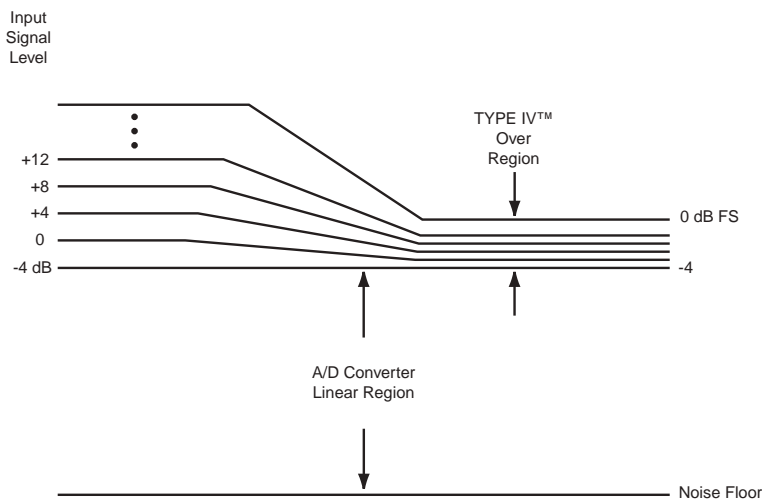 Input
Signal
Level
TYPE IV™
Over
Region
+12
+8
+4
0
-4 dB
0 dB FS
-4
A/D Converter
Linear Region
Noise Floor